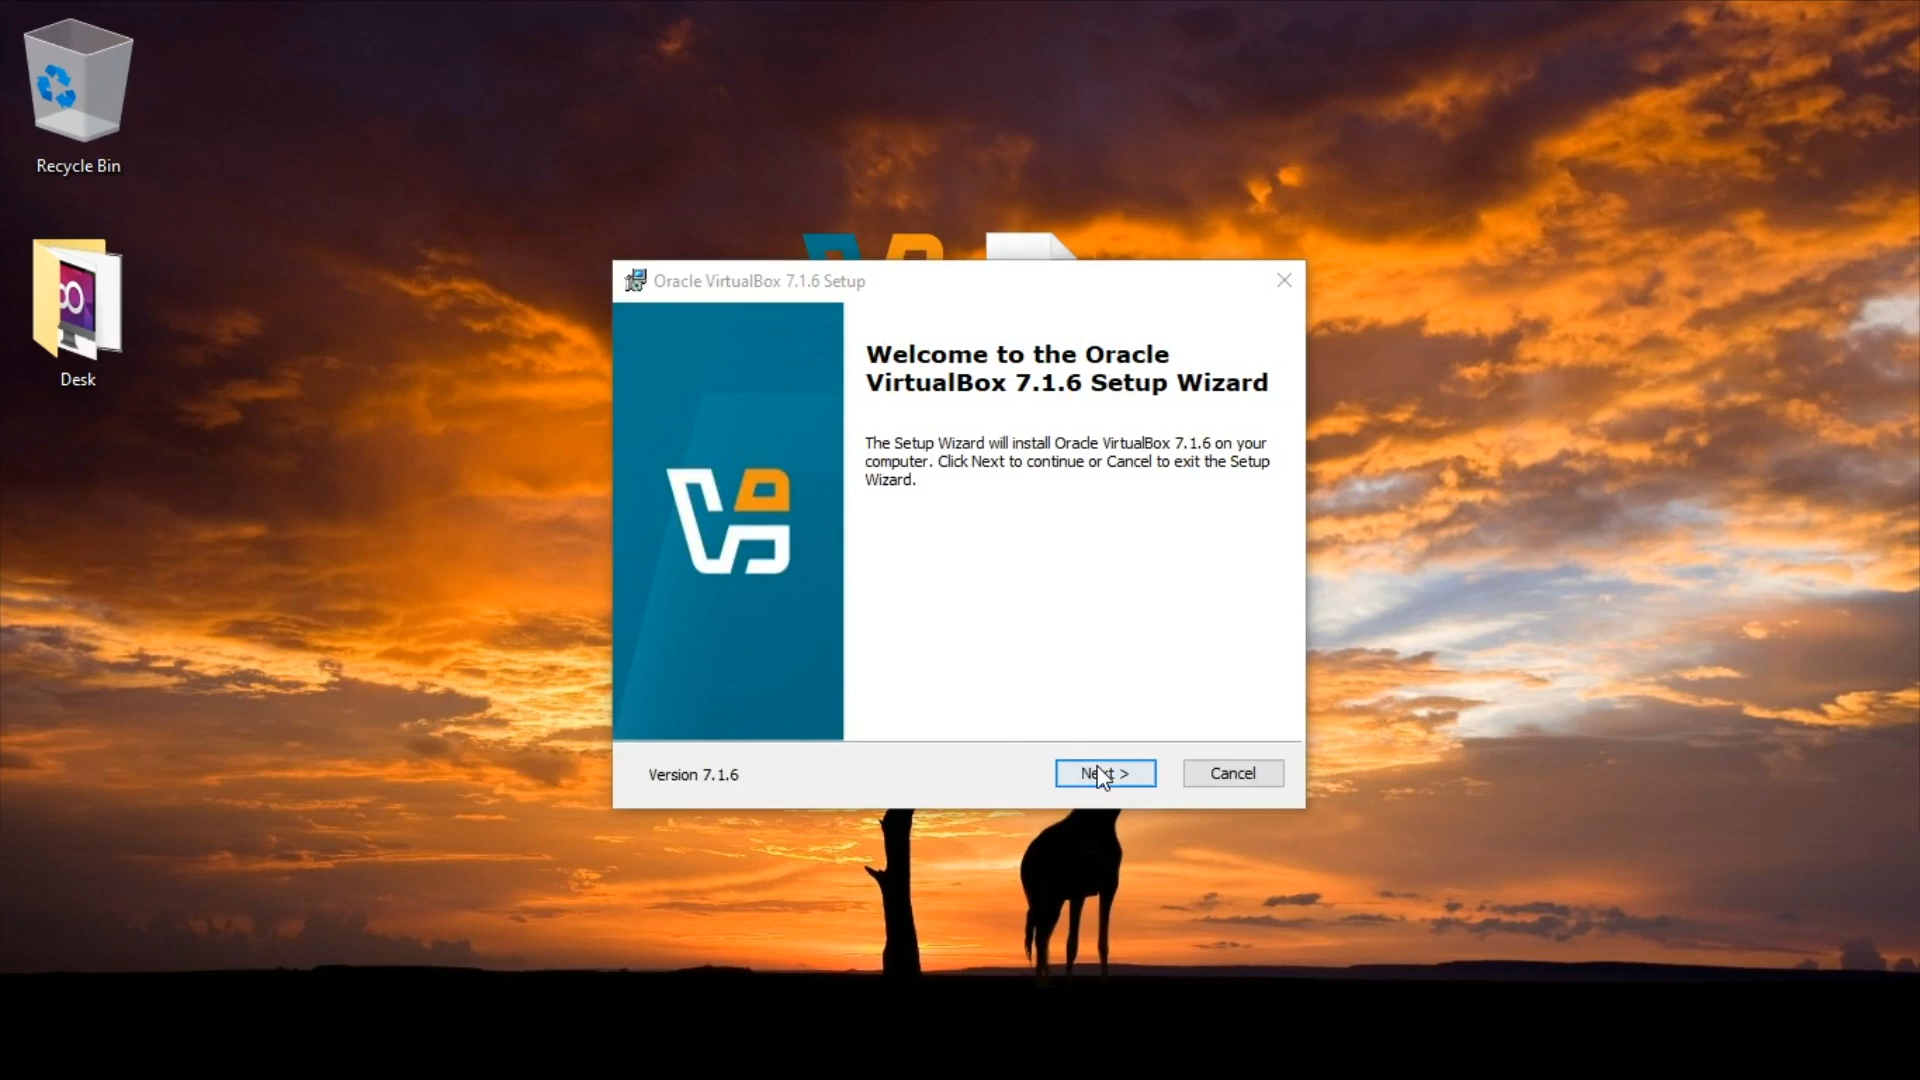 Recycle Bin
Desk
Oracle VirtualBox 7.1.6 Setup
Welcome to the Oracle
VirtualBox 7.1.6 Setup Wizard
The Setup Wizard will install Oracle VirtualBox 7.1.6 on your
computer. Click Next to continue or Cancel to exit the Setup
Wizard.
Version 7.1.6
Next >
Cancel